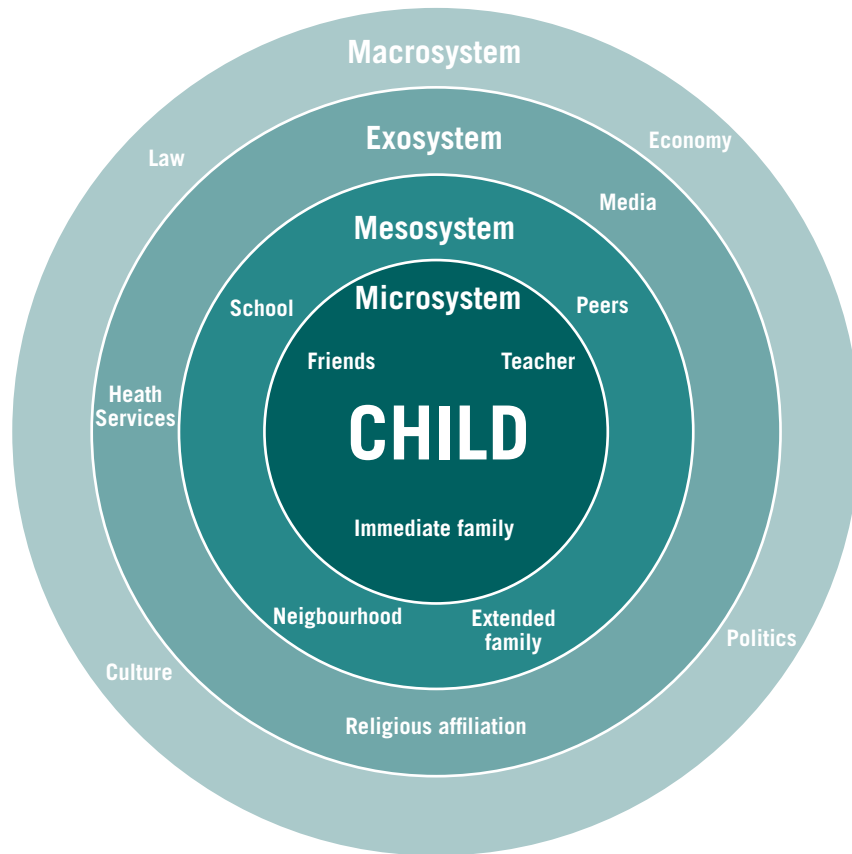 Macrosystem
Economy
Law
Exosystem
Media
Mesosystem
School
Peers
Microsystem
Friends
Teacher
Heath
Services
CHILD
Immediate family
Neigbourhood
Extended
family
Politics
Culture
Religious affiliation